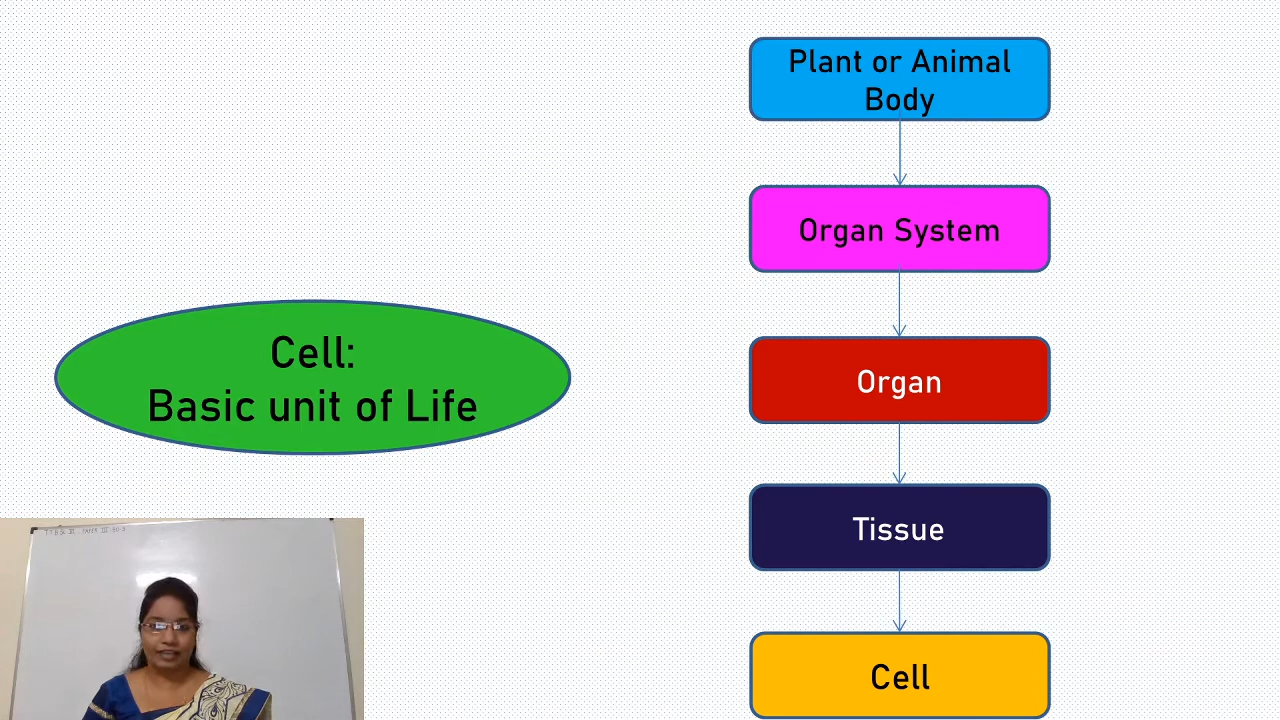 Plant or Animal
Body
Organ System
Organ
Tissue
Cell
Cell:
Basic unit of Life